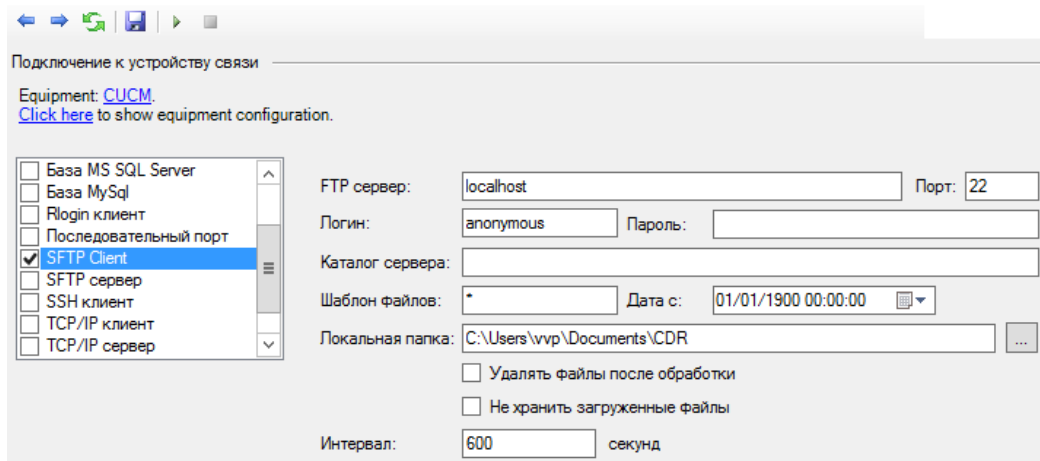 Подключение к устройству связи
Equipment: CUCM.
Click here to show equipment configuration.
База MS SQL Server
База MySql
Rlogin клиент
Последовательный порт
SFTP Client
SFTP сервер
SSH клиент
TCP/IP клиент
TCP/IP сервер
FTP сервер: localhost Порт: 22
Логин: anonymous Пароль:
Каталог сервера:
Шаблон файлов: * Дата с: 01/01/1900 00:00:00
Локальная папка: C:\Users\vvp\Documents\CDR ...
Удалять файлы после обработки
Не хранить загруженные файлы
Интервал: 600 секунд